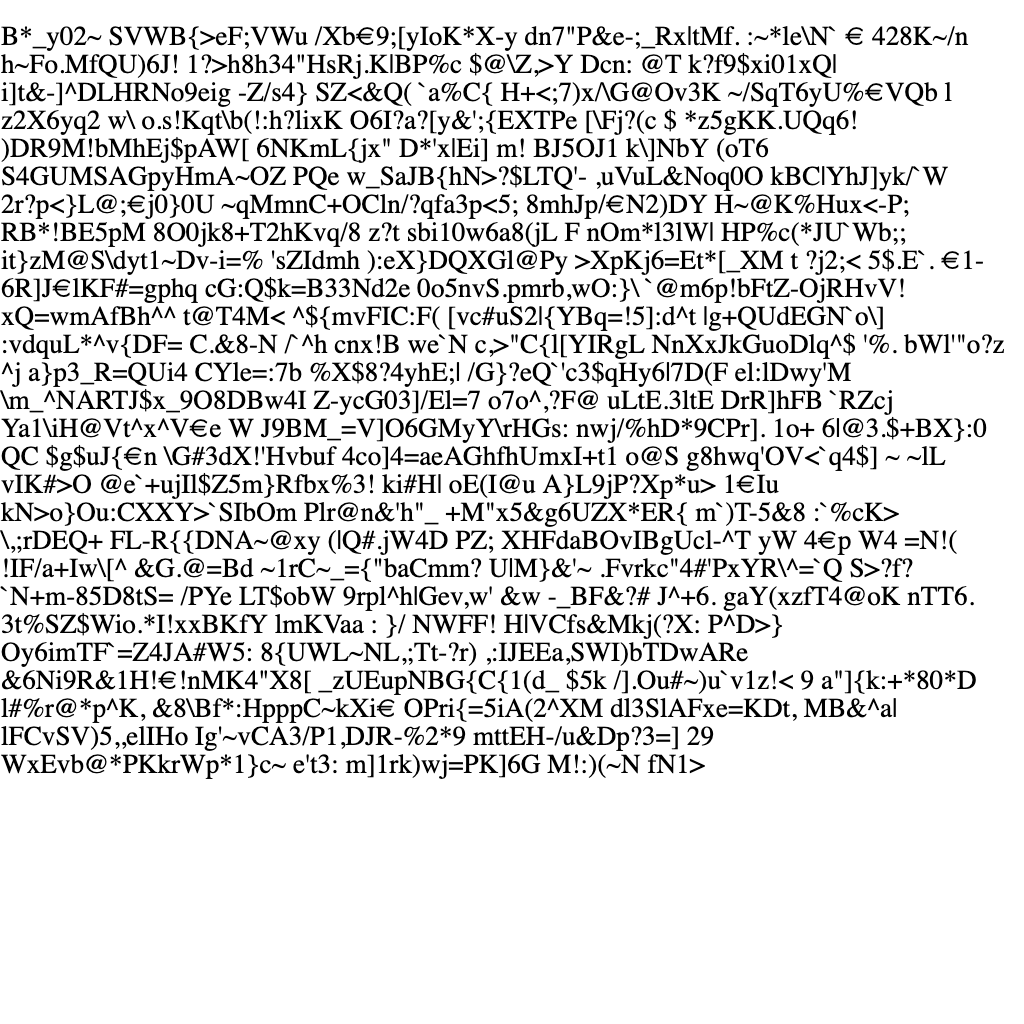 B*_y02~ SVWB{>eF;VWu /Xb€9;[yIoK*X-y dn7"P&e-;_Rx|tMf. :~*le\N` € 428K~/n
h~Fo.MfQU)6J! 1?>h8h34"HsRj.K|BP%c $@\Z,>Y Dcn: @T k?f9$xi01xQ|
i]t&-]^DLHRNo9eig -Z/s4} SZ<&Q( `a%C{ H+<;7)x/\G@Ov3K ~/SqT6yU%€VQb l
z2X6yq2 w\ o.s!Kqt\b(!:h?lixK O6I?a?[y&';{EXTPe [\Fj?(c $ *z5gKK.UQq6!
)DR9M!bMhEj$pAW[ 6NKmL{jx" D*'x|Ei] m! BJ5OJ1 k\]NbY (oT6
S4GUMSAGpyHmA~OZ PQe w_SaJB{hN>?$LTQ'- ,uVuL&Noq0O kBC|YhJ]yk/`W
2r?p<}L@;€j0}0U ~qMmnC+OCln/?qfa3p<5; 8mhJp/€N2)DY H~@K%Hux<-P;
RB*!BE5pM 8O0jk8+T2hKvq/8 z?t sbi10w6a8(jL F nOm*l3lW| HP%c(*JU`Wb;;
it}zM@S\dyt1~Dv-i=% 'sZIdmh ):eX}DQXGl@Py >XpKj6=Et*[_XM t ?j2;< 5$.E`. €1-
6R]J€lKF#=gphq cG:Q$k=B33Nd2e 0o5nvS.pmrb,wO:}\`@m6p!bFtZ-OjRHvV!
xQ=wmAfBh^^ t@T4M< ^${mvFIC:F( [vc#uS2|{YBq=!5]:d^t |g+QUdEGN`o\]
:vdquL*^v{DF= C.&8-N /`^h cnx!B we`N c,>"C{l[YIRgL NnXxJkGuoDlq^$ '%. bWl'"o?z
^j a}p3_R=QUi4 CYle=:7b %X$8?4yhE;| /G}?eQ`'c3$qHy6|7D(F el:lDwy'M
\m_^NARTJ$x_9O8DBw4I Z-ycG03]/El=7 o7o^,?F@ uLtE.3ltE DrR]hFB `RZcj
Ya1\iH@Vt^x^V€e W J9BM_=V]O6GMyY\rHGs: nwj/%hD*9CPr]. 1o+ 6|@3.$+BX}:0
QC $g$uJ{€n \G#3dX!'Hvbuf 4co]4=aeAGhfhUmxI+t1 o@S g8hwq'OV<`q4$] ~ ~lL
vIK#>O @e`+ujIl$Z5m}Rfbx%3! ki#H| oE(I@u A}L9jP?Xp*u> 1€Iu
kN>o}Ou:CXXY>`SIbOm Plr@n&'h"_ +M"x5&g6UZX*ER{ m`)T-5&8 :`%cK>
\,;rDEQ+ FL-R{{DNA~@xy (|Q#.jW4D PZ; XHFdaBOvIBgUcl-^T yW 4€p W4 =N!(
!IF/a+Iw\[^ &G.@=Bd ~1rC~_={"baCmm? U|M}&'~ .Fvrkc"4#'PxYR\^=`Q S>?f?
`N+m-85D8tS= /PYe LT$obW 9rpl^h|Gev,w' &w -_BF&?# J^+6. gaY(xzfT4@oK nTT6.
3t%SZ$Wio.*I!xxBKfY lmKVaa : }/ NWFF! H|VCfs&Mkj(?X: P^D>}
Oy6imTF`=Z4JA#W5: 8{UWL~NL,;Tt-?r) ,:IJEEa,SWI)bTDwARe
&6Ni9R&1H!€!nMK4"X8[ _zUEupNBG{C{1(d_ $5k /].Ou#~)u`v1z!< 9 a"]{k:+*80*D
l#%r@*p^K, &8\Bf*:HpppC~kXi€ OPri{=5iA(2^XM dl3SlAFxe=KDt, MB&^a|
lFCvSV)5,,elIHo Ig'~vCA3/P1,DJR-%2*9 mttEH-/u&Dp?3=] 29
WxEvb@*PKkrWp*1}c~ e't3: m]1rk)wj=PK]6G M!:)(~N fN1>